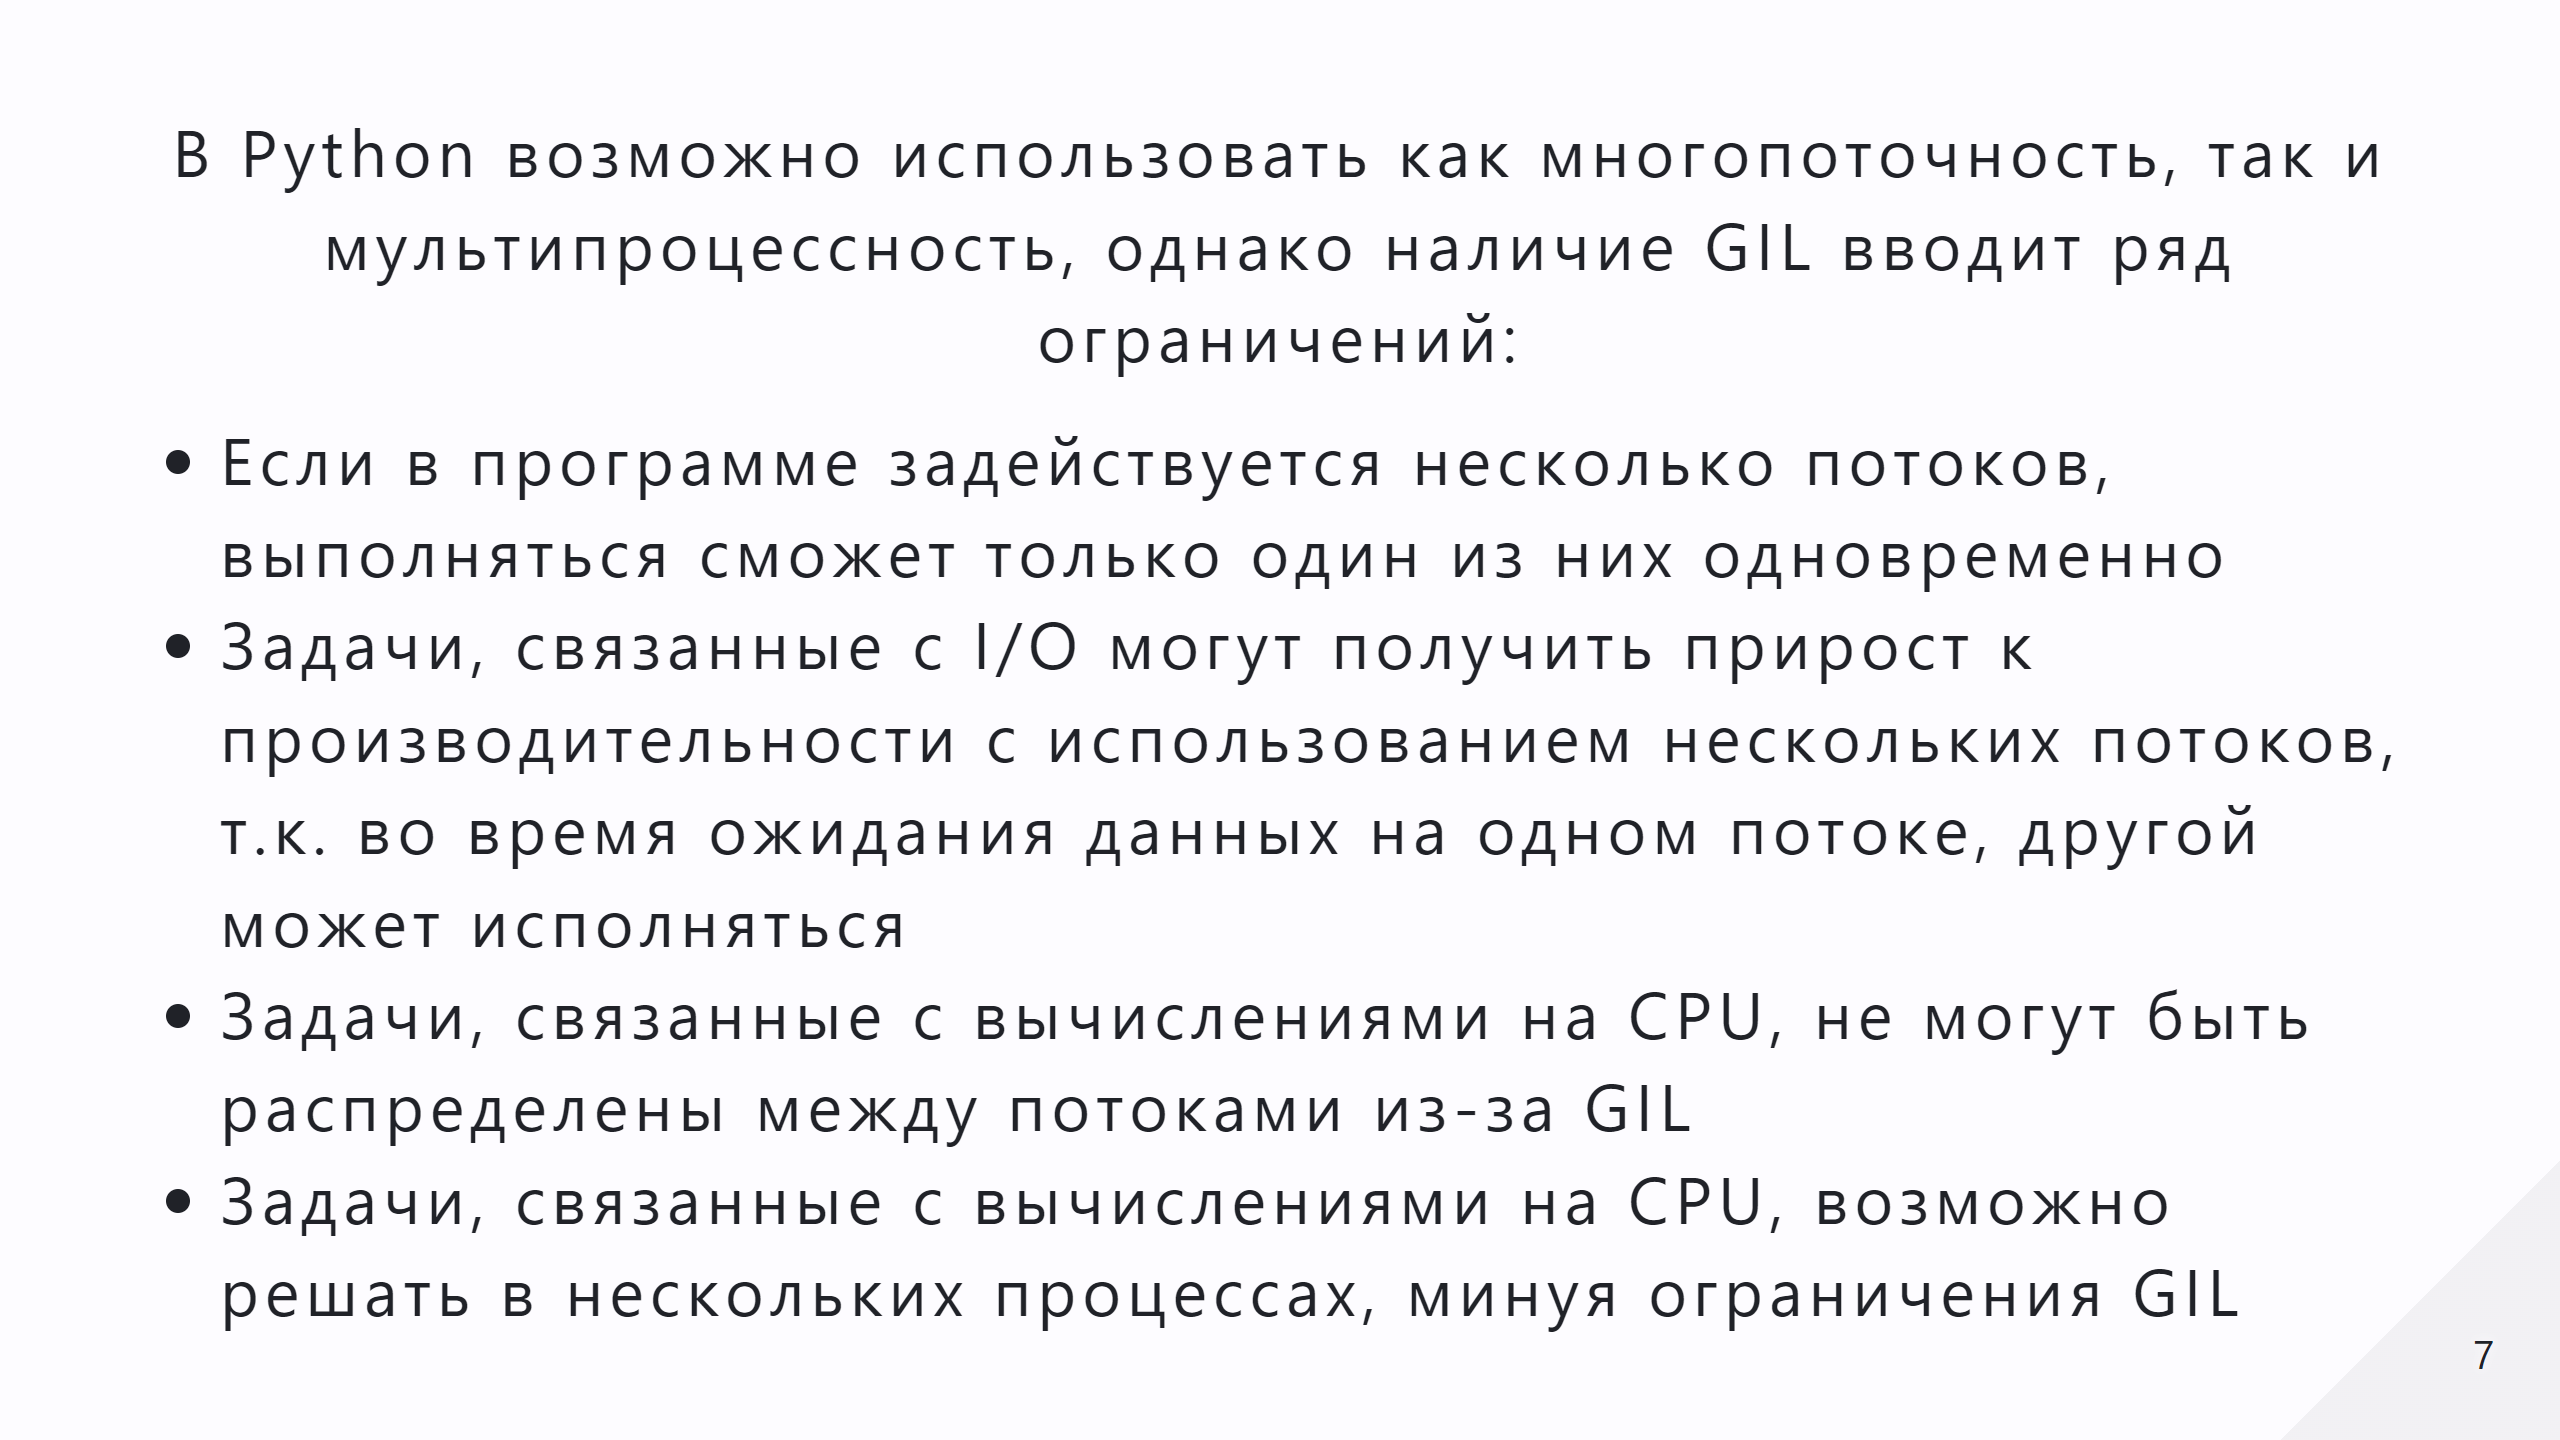 В Python возможно использовать как многопоточность, так и
мультипроцессность, однако наличие GIL вводит ряд
ограничений:
• Если в программе задействуется несколько потоков,
выполняться сможет только один из них одновременно
• Задачи, связанные с I/O могут получить прирост к
производительности с использованием нескольких потоков,
т.к. во время ожидания данных на одном потоке, другой
может исполняться
• Задачи, связанные с вычислениями на CPU, не могут быть
распределены между потоками из-за GIL
• Задачи, связанные с вычислениями на CPU, возможно
решать в нескольких процессах, минуя ограничения GIL
7